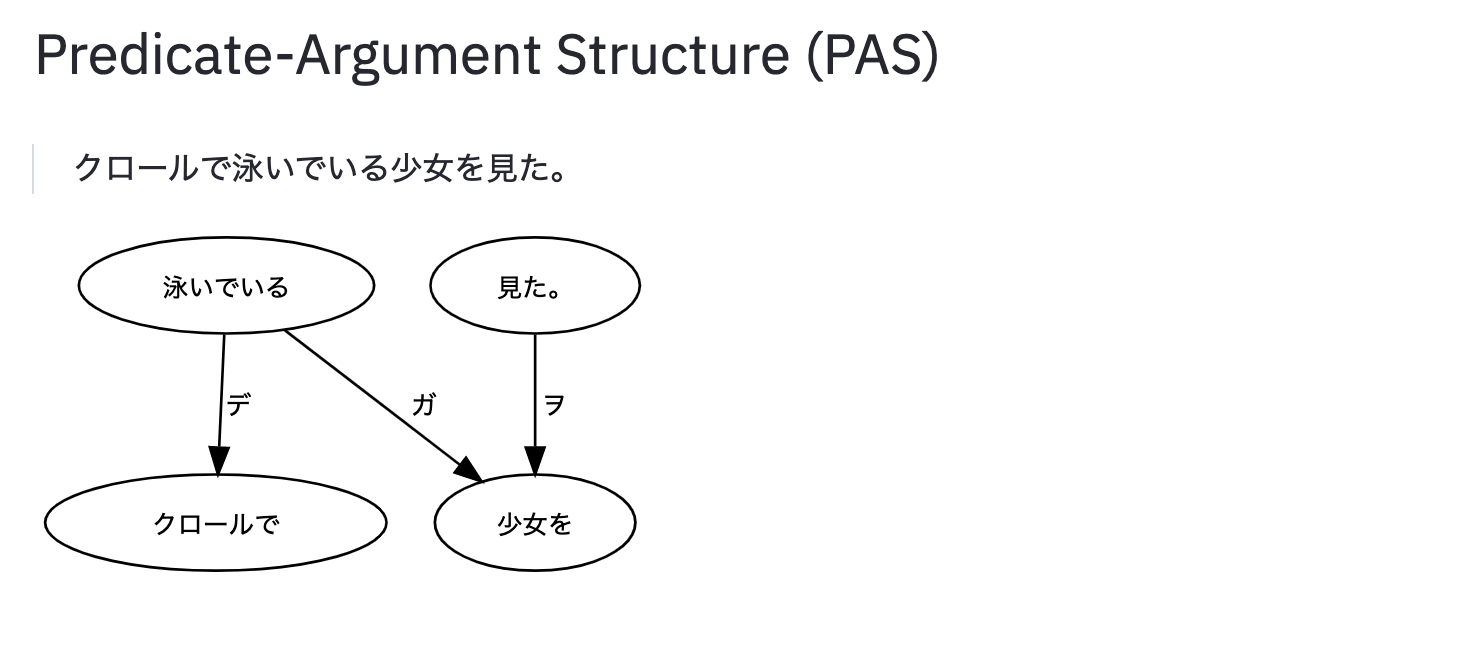 Predicate-Argument Structure (PAS)
クロールで泳いでいる少女を見た。
泳いでいる
見た。
デ
ガ
ヲ
クロールで
少女を